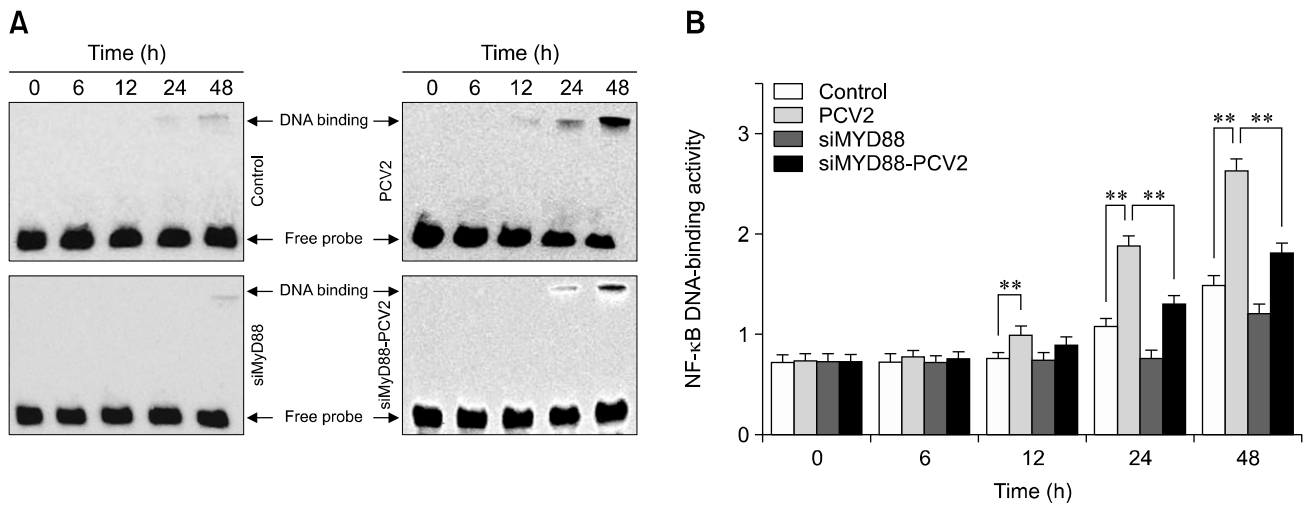 A
Time (h)
0 6 12 24 48
DNA binding
Control
Free probe
Time (h)
0 6 12 24 48
PCV2
DNA binding
siMyD88
Free probe
siMyD88-PCV2
B
Control
PCV2
siMYD88
siMYD88-PCV2
NF-κB DNA-binding activity
3
2
1
0
**
** **
** **
0 6 12 24 48
Time (h)